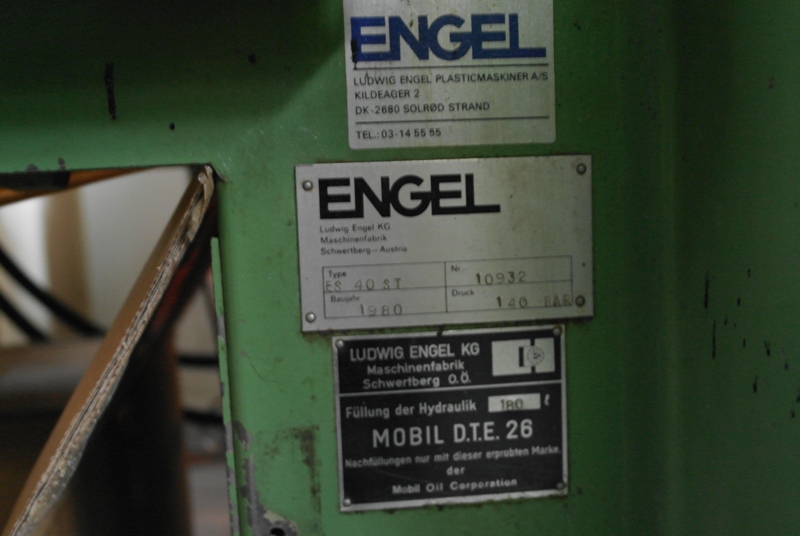 ENGEL
LUDWIG ENGEL PLASTICMASKINER A/S
KILDEAGER 2
DK-2680 SOLRØD STRAND
TEL.: 03-14 55 55
ENGEL
Ludwig Engel KG
Maschinenfabrik
Schwertberg – Austria
Type ES 40 ST Nr. 10932
Baujahr 1980 Druck 140 BAR
LUDWIG ENGEL KG
Maschinenfabrik
Schwertberg O.Ö.
Füllung der Hydraulik 180 ℓ
MOBIL D.T.E. 26
Nachfüllungen nur mit dieser erprobten Marke
der
Mobil Oil Corporation